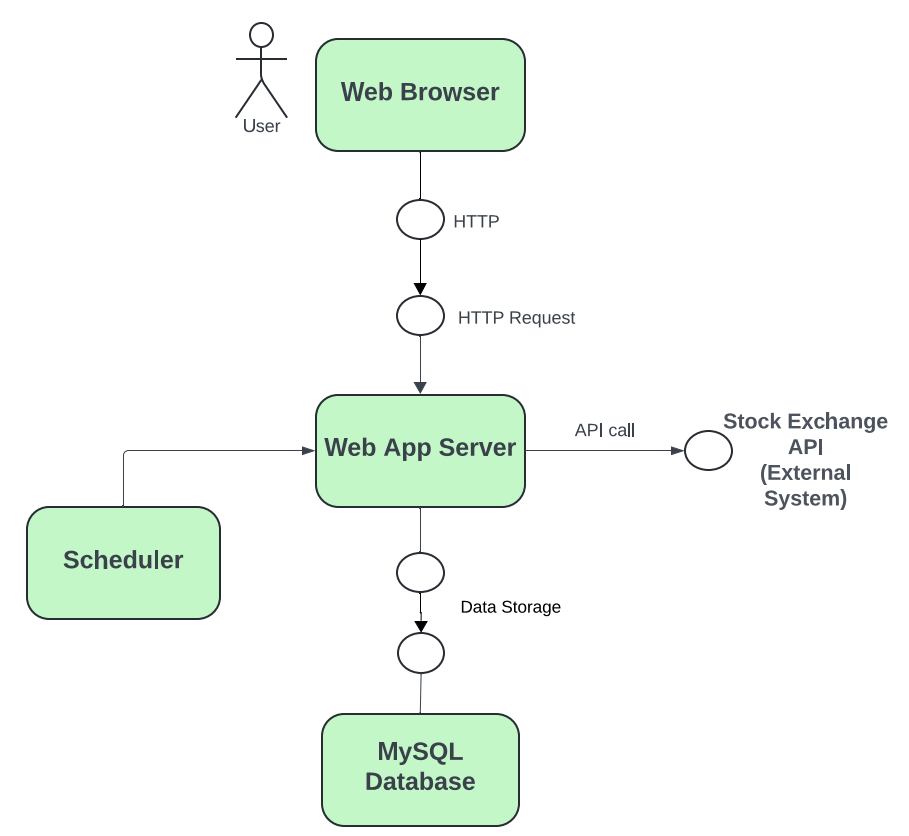 Web Browser
User
HTTP
HTTP Request
Web App Server
API call
Stock Exchange
API
(External
System)
Scheduler
Data Storage
MySQL
Database